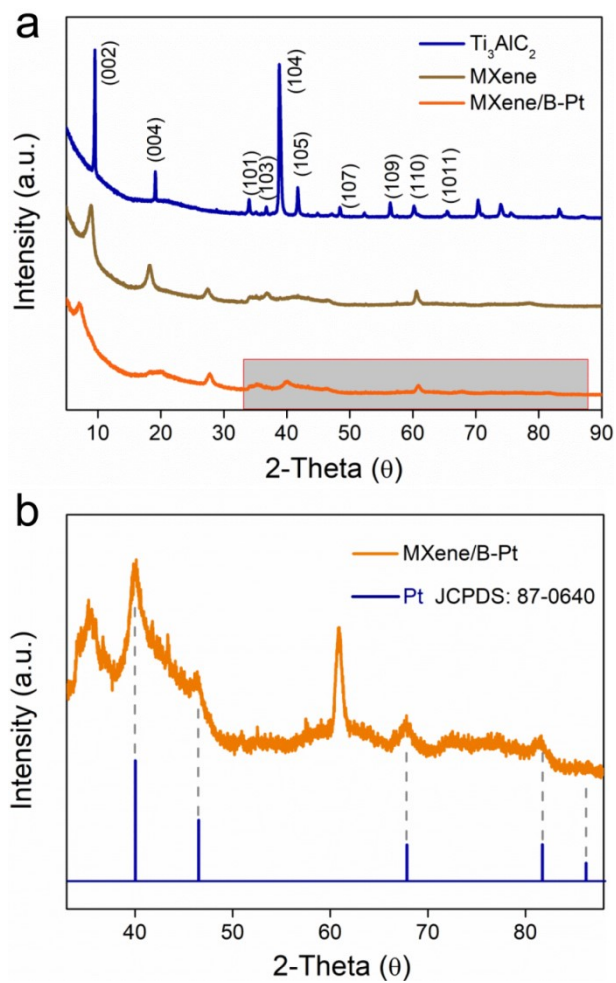 a
Ti₃AlC₂
MXene
MXene/B-Pt
(002)
(004)
(101)
(103)
(104)
(105)
(107)
(109)
(110)
(1011)
Intensity (a.u.)
10 20 30 40 50 60 70 80 90
2-Theta (θ)
b
MXene/B-Pt
Pt JCPDS: 87-0640
Intensity (a.u.)
40 50 60 70 80
2-Theta (θ)